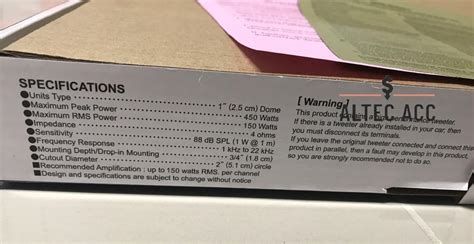 SPECIFICATIONS
●Units Type 1" (2.5 cm) Dome
●Maximum Peak Power 450 Watts
●Maximum RMS Power 150 Watts
●Impedance 4 ohms
●Sensitivity 88 dB SPL (1 W @ 1 m)
●Frequency Response 1 kHz to 22 kHz
●Mounting Depth/Drop-in Mounting 3/4" (1.8 cm)
●Cutout Diameter 2" (5.1 cm) circle
■Recommended Amplification : up to 150 watts RMS. per channel
■Design and specifications are subject to change without notice
[ Warning ]
This product tweeter.
If there is a tweeter already installed in your car, then
you must disconnect its terminals.
If you leave the original tweeter connected and connect this
product in parallel, then a fault may develop in this product,
so you are strongly recommended not to do so.
$
ALTEC ACC